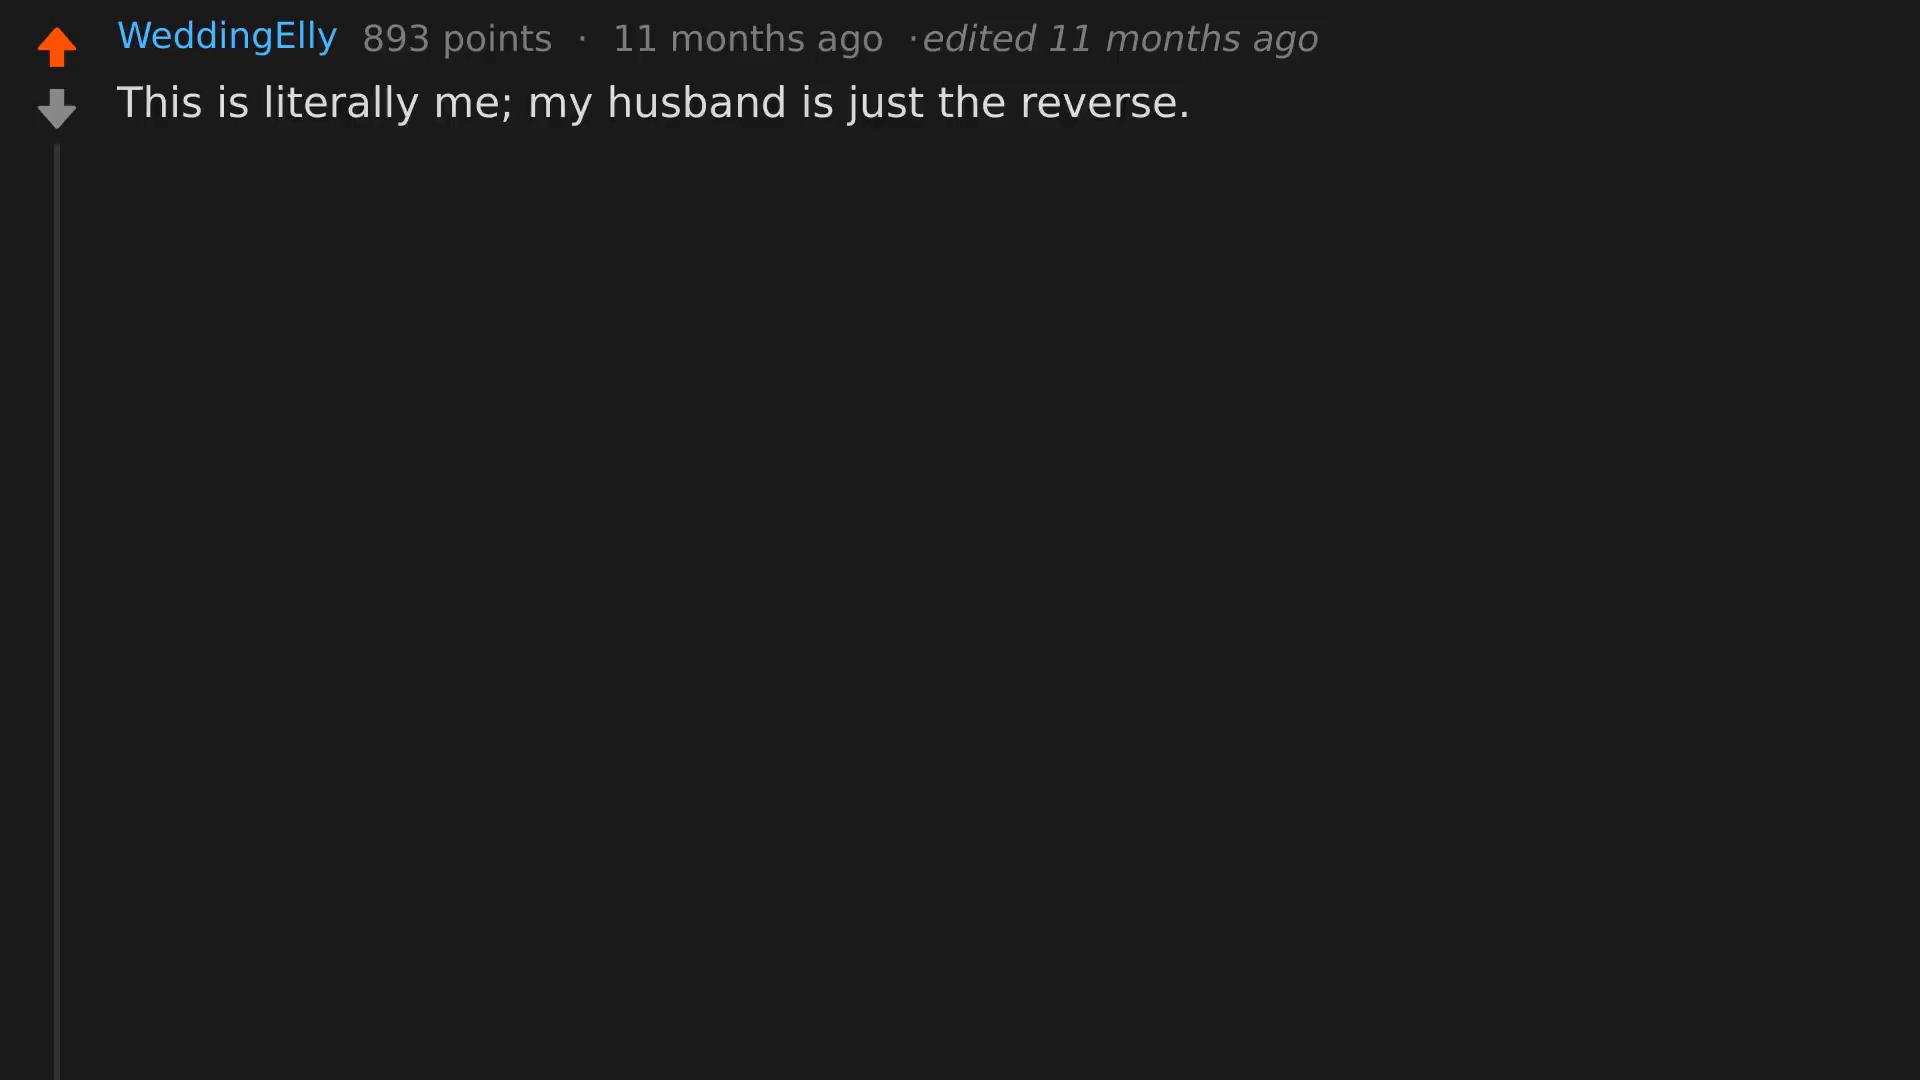 WeddingElly 893 points · 11 months ago ·edited 11 months ago
This is literally me; my husband is just the reverse.